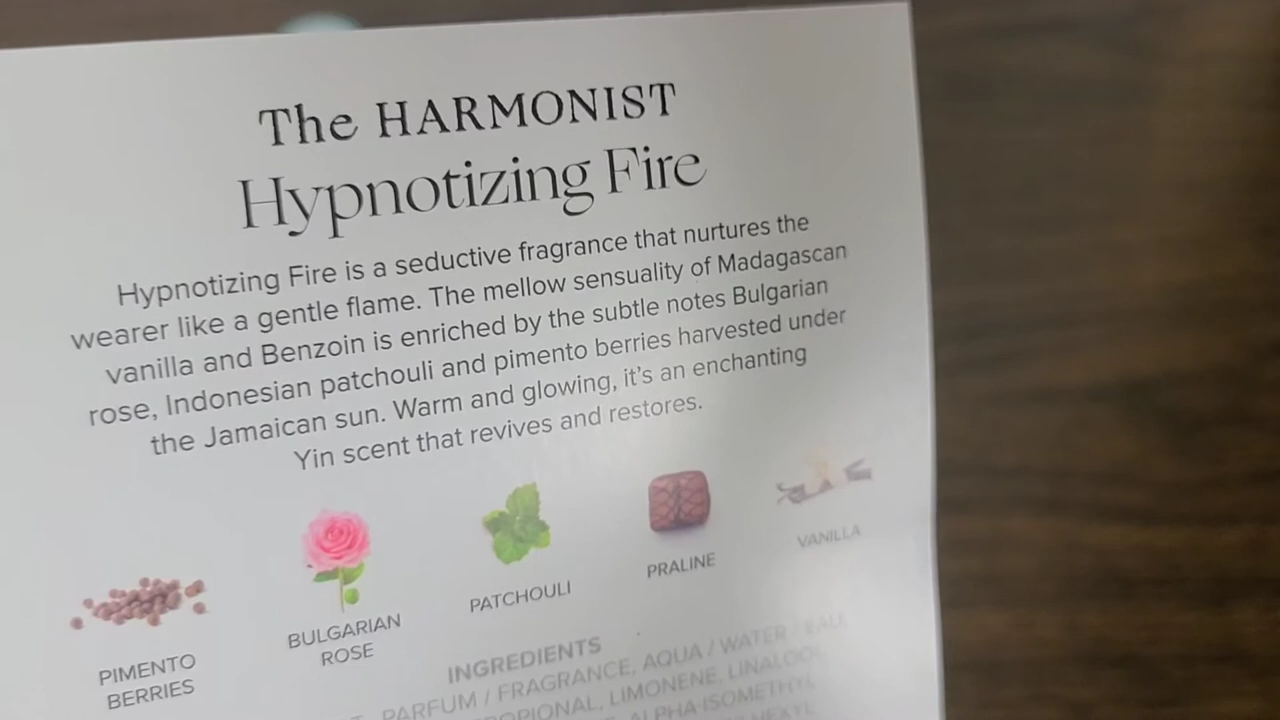 The HARMONIST
Hypnotizing Fire
Hypnotizing Fire is a seductive fragrance that nurtures the
wearer like a gentle flame. The mellow sensuality of Madagascan
vanilla and Benzoin is enriched by the subtle notes Bulgarian
rose, Indonesian patchouli and pimento berries harvested under
the Jamaican sun. Warm and glowing, it's an enchanting
Yin scent that revives and restores.
PIMENTO
BERRIES
BULGARIAN
ROSE
PATCHOULI
PRALINE
VANILLA
INGREDIENTS
PARFUM / FRAGRANCE, AQUA / WATER / EAU,
LIMONENE, LINALOOL
ALPHA-ISOMETHYL